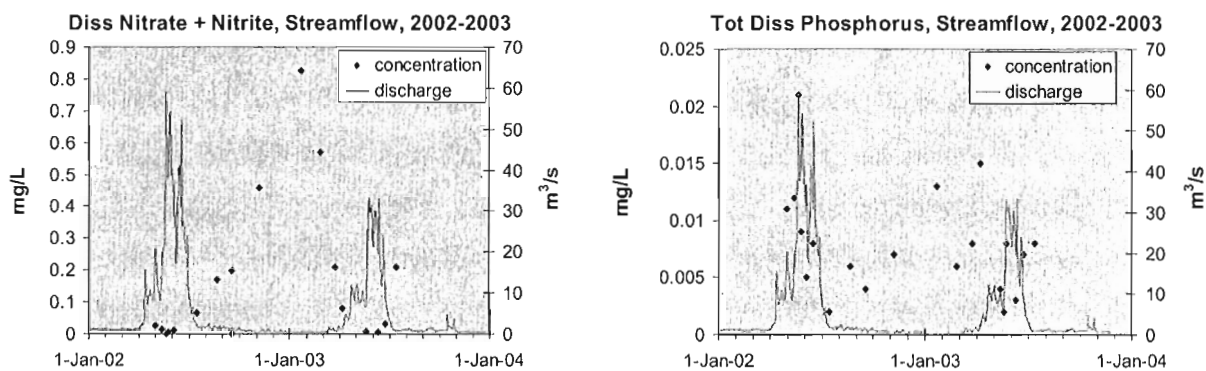 Diss Nitrate + Nitrite, Streamflow, 2002-2003
0.9
0.8
0.7
0.6
0.5
0.4
0.3
0.2
0.1
0
mg/L
concentration
discharge
70
60
50
40
30
20
10
0
m³/s
1-Jan-02
1-Jan-03
1-Jan-04
Tot Diss Phosphorus, Streamflow, 2002-2003
0.025
0.02
0.015
0.01
0.005
0
mg/L
concentration
discharge
70
60
50
40
30
20
10
0
m³/s
1-Jan-02
1-Jan-03
1-Jan-04